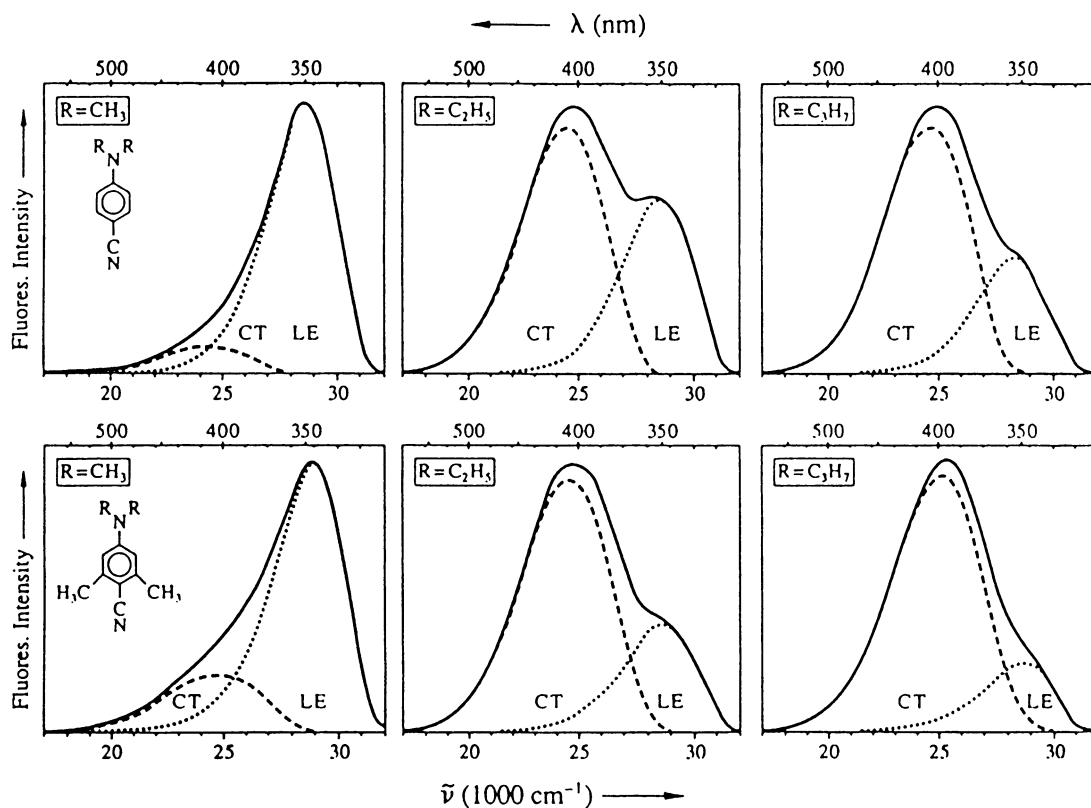 ← λ (nm)
500 400 350
500 400 350
500 400 350
R=CH₃
R R
N
C
N
CT LE
R=C₂H₅
CT LE
R=C₃H₇
CT LE
Fluores. Intensity →
20 25 30
20 25 30
20 25 30
500 400 350
500 400 350
500 400 350
R=CH₃
R R
N
H₃C CH₃
C
N
CT LE
R=C₂H₅
CT LE
R=C₃H₇
CT LE
Fluores. Intensity →
20 25 30
20 25 30
20 25 30
ṽ (1000 cm⁻¹) →